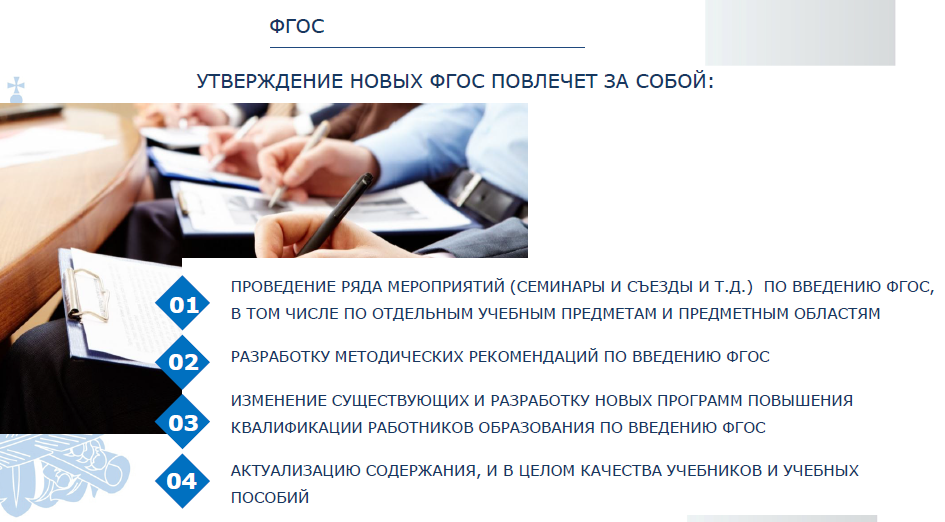 ФГОС
УТВЕРЖДЕНИЕ НОВЫХ ФГОС ПОВЛЕЧЕТ ЗА СОБОЙ:
01
ПРОВЕДЕНИЕ РЯДА МЕРОПРИЯТИЙ (СЕМИНАРЫ И СЪЕЗДЫ И Т.Д.) ПО ВВЕДЕНИЮ ФГОС,
В ТОМ ЧИСЛЕ ПО ОТДЕЛЬНЫМ УЧЕБНЫМ ПРЕДМЕТАМ И ПРЕДМЕТНЫМ ОБЛАСТЯМ
02
РАЗРАБОТКУ МЕТОДИЧЕСКИХ РЕКОМЕНДАЦИЙ ПО ВВЕДЕНИЮ ФГОС
03
ИЗМЕНЕНИЕ СУЩЕСТВУЮЩИХ И РАЗРАБОТКУ НОВЫХ ПРОГРАММ ПОВЫШЕНИЯ
КВАЛИФИКАЦИИ РАБОТНИКОВ ОБРАЗОВАНИЯ ПО ВВЕДЕНИЮ ФГОС
04
АКТУАЛИЗАЦИЮ СОДЕРЖАНИЯ, И В ЦЕЛОМ КАЧЕСТВА УЧЕБНИКОВ И УЧЕБНЫХ
ПОСОБИЙ